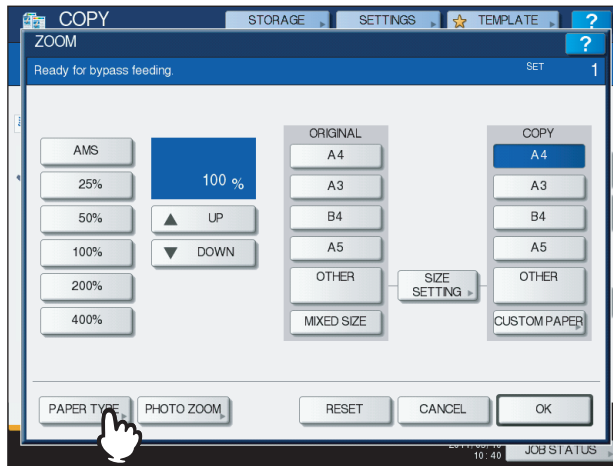 COPY STORAGE SETTINGS TEMPLATE ?
ZOOM ?
Ready for bypass feeding. SET 1
ORIGINAL COPY
AMS A4 A4
25% 100 % A3 A3
50% UP B4 B4
100% DOWN A5 A5
200% OTHER SIZE SETTING OTHER
400% MIXED SIZE CUSTOM PAPER
PAPER TYPE PHOTO ZOOM RESET CANCEL OK
10:40 JOB STATUS